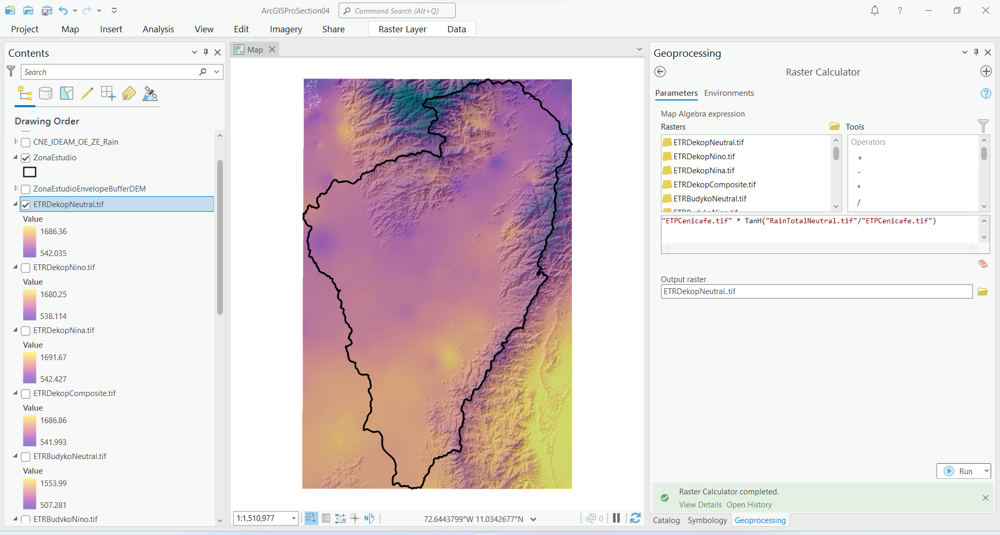 ArcGISProSection04
Command Search (Alt+Q)
Project
Map
Insert
Analysis
View
Edit
Imagery
Share
Raster Layer
Data
Contents
Search
Drawing Order
CNE_IDEAM_OE_ZE_Rain
ZonaEstudio
ZonaEstudioEnvelopeBufferDEM
ETRDekopNeutral.tif
Value
1686.36
542.035
ETRDekopNino.tif
Value
1680.25
538.114
ETRDekopNina.tif
Value
1691.67
542.427
ETRDekopComposite.tif
Value
1686.86
541.993
ETRBudykoNeutral.tif
Value
1553.99
507.281
ETRBudykoNino.tif
Map
1:1,510,977
72.6443799°W 11.0342677°N
0
Geoprocessing
Raster Calculator
Parameters
Environments
Map Algebra expression
Rasters
ETRDekopNeutral.tif
ETRDekopNino.tif
ETRDekopNina.tif
ETRDekopComposite.tif
ETRBudykoNeutral.tif
ETRBudykoNino.tif
Tools
Operators
+
-
*
/
"ETPCenicafe.tif" * TanH("RainTotalNeutral.tif"/"ETPCenicafe.tif")
Output raster
ETRDekopNeutral..tif
Run
Raster Calculator completed.
View Details Open History
Catalog
Symbology
Geoprocessing